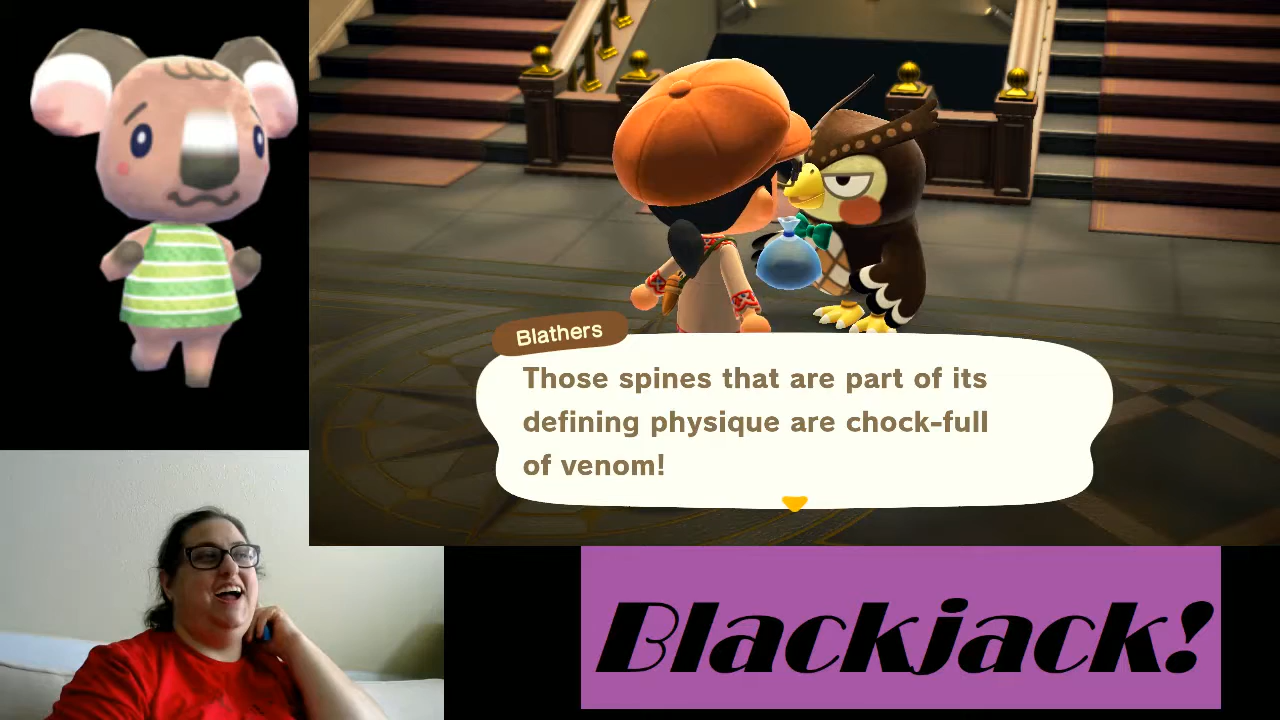 Blathers
Those spines that are part of its
defining physique are chock-full
of venom!
Blackjack!